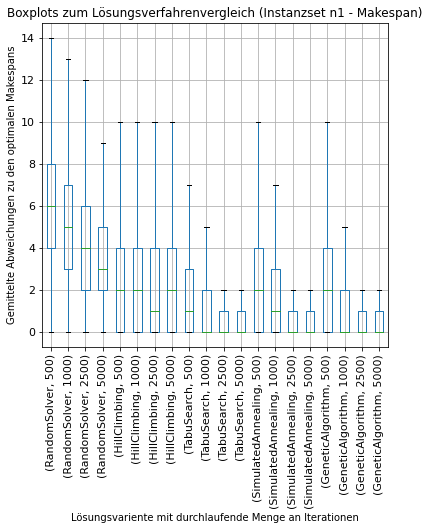 Boxplots zum Lösungsverfahrenvergleich (Instanzset n1 - Makespan)
Gemittelte Abweichungen zu den optimalen Makespans
14
12
10
8
6
4
2
0
(RandomSolver, 500)
(RandomSolver, 1000)
(RandomSolver, 2500)
(RandomSolver, 5000)
(HillClimbing, 500)
(HillClimbing, 1000)
(HillClimbing, 2500)
(HillClimbing, 5000)
(TabuSearch, 500)
(TabuSearch, 1000)
(TabuSearch, 2500)
(TabuSearch, 5000)
(SimulatedAnnealing, 500)
(SimulatedAnnealing, 1000)
(SimulatedAnnealing, 2500)
(SimulatedAnnealing, 5000)
(GeneticAlgorithm, 500)
(GeneticAlgorithm, 1000)
(GeneticAlgorithm, 2500)
(GeneticAlgorithm, 5000)
Lösungsvariante mit durchlaufende Menge an Iterationen